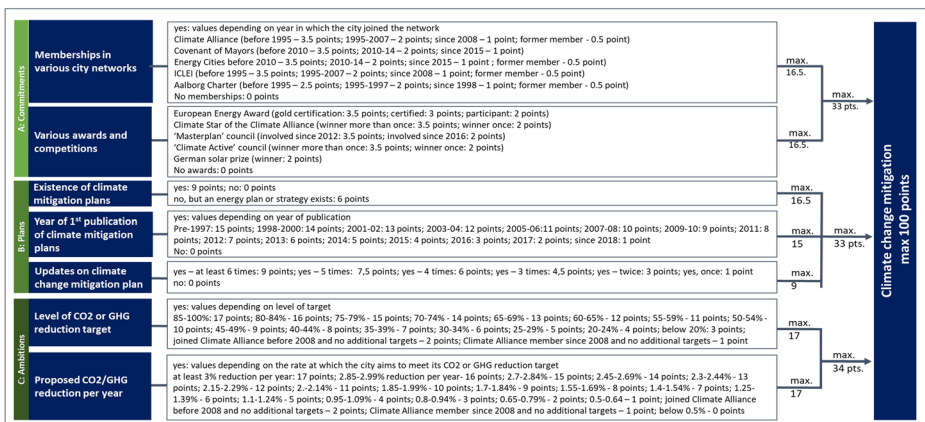 A: Commitments
Memberships in
various city networks
yes: values depending on year in which the city joined the network
Climate Alliance (before 1995 – 3.5 points; 1995-2007 – 2 points; since 2008 – 1 point; former member - 0.5 point)
Covenant of Mayors (before 2010 – 3.5 points; 2010-14 – 2 points; since 2015 – 1 point)
Energy Cities before 2010 – 3.5 points; 2010-14 – 2 points; since 2015 – 1 point ; former member - 0.5 point)
ICLEI (before 1995 – 3.5 points; 1995-2007 – 2 points; since 2008 – 1 point; former member - 0.5 point)
Aalborg Charter (before 1995 – 2.5 points; 1995-1997 – 2 points; since 1998 – 1 point; former member - 0.5 point)
No memberships: 0 points
max.
16.5.
Various awards and
competitions
European Energy Award (gold certification: 3.5 points; certified: 3 points; participant: 2 points)
Climate Star of the Climate Alliance (winner more than once: 3.5 points; winner once: 2 points)
‘Masterplan’ council (involved since 2012: 3.5 points; involved since 2016: 2 points)
‘Climate Active’ council (winner more than once: 3.5 points; winner once: 2 points)
German solar prize (winner: 2 points)
No awards: 0 points
max.
16.5.
max.
33 pts.
B: Plans
Existence of climate
mitigation plans
yes: 9 points; no: 0 points
no, but an energy plan or strategy exists: 6 points
max.
16.5
Year of 1st publication
of climate mitigation
plans
yes: values depending on year of publication
Pre-1997: 15 points; 1998-2000: 14 points; 2001-02: 13 points; 2003-04: 12 points; 2005-06:11 points; 2007-08: 10 points; 2009-10: 9 points; 2011: 8
points; 2012: 7 points; 2013: 6 points; 2014: 5 points; 2015: 4 points; 2016: 3 points; 2017: 2 points; since 2018: 1 point
No: 0 points
max.
15
Updates on climate
change mitigation plan
yes – at least 6 times: 9 points; yes – 5 times: 7,5 points; yes – 4 times: 6 points; yes – 3 times: 4,5 points; yes – twice: 3 points; yes, once: 1 point
no: 0 points
max.
9
max.
33 pts.
C: Ambitions
Level of CO2 or GHG
reduction target
yes: values depending on level of target
85-100%: 17 points; 80-84% - 16 points; 75-79% - 15 points; 70-74% - 14 points; 65-69% - 13 points; 60-65% - 12 points; 55-59% - 11 points; 50-54% -
10 points; 45-49% - 9 points; 40-44% - 8 points; 35-39% - 7 points; 30-34% - 6 points; 25-29% - 5 points; 20-24% - 4 points; below 20%: 3 points;
joined Climate Alliance before 2008 and no additional targets – 2 points; Climate Alliance member since 2008 and no additional targets – 1 point
max.
17
Proposed CO2/GHG
reduction per year
yes: values depending on the rate at which the city aims to meet its CO2 or GHG reduction target
at least 3% reduction per year: 17 points; 2.85-2.99% reduction per year- 16 points; 2.7-2.84% - 15 points; 2.45-2.69% - 14 points; 2.3-2.44% - 13
points; 2.15-2.29% - 12 points; 2.-2.14% - 11 points; 1.85-1.99% - 10 points; 1.7-1.84% - 9 points; 1.55-1.69% - 8 points; 1.4-1.54% - 7 points; 1.25-
1.39% - 6 points; 1.1-1.24% - 5 points; 0.95-1.09% - 4 points; 0.8-0.94% - 3 points; 0.65-0.79% - 2 points; 0.5-0.64 – 1 point; joined Climate Alliance
before 2008 and no additional targets – 2 points; Climate Alliance member since 2008 and no additional targets – 1 point; below 0.5% - 0 points
max.
17
max.
34 pts.
Climate change mitigation
max 100 points